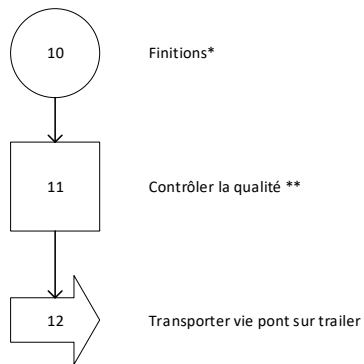 10 Finitions*
11 Contrôler la qualité **
12 Transporter vie pont sur trailer